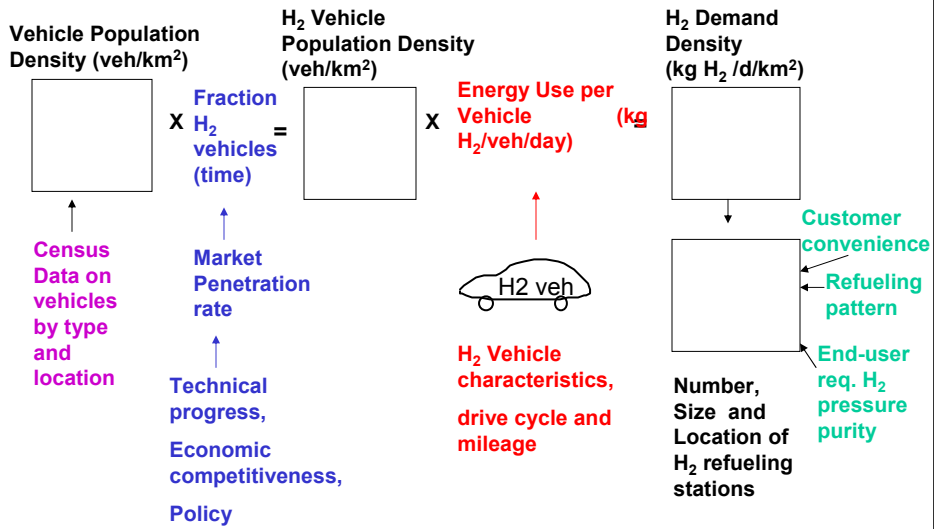 Vehicle Population
Density (veh/km²)
X
Fraction
H₂
vehicles
(time)
=
H₂ Vehicle
Population Density
(veh/km²)
X
Energy Use per
Vehicle (kg
H₂/veh/day)
=
H₂ Demand
Density
(kg H₂ /d/km²)
Census
Data on
vehicles
by type
and
location
Market
Penetration
rate
Technical
progress,
Economic
competitiveness,
Policy
H2 veh
H₂ Vehicle
characteristics,
drive cycle and
mileage
Customer
convenience
Refueling
pattern
End-user
req. H₂
pressure
purity
Number,
Size and
Location of
H₂ refueling
stations